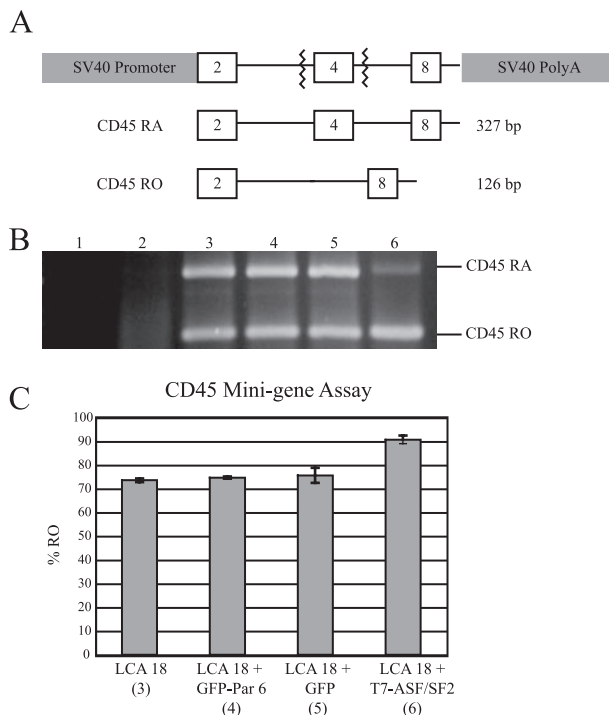 A
SV40 Promoter 2 4 8 SV40 PolyA
CD45 RA 2 4 8 327 bp
CD45 RO 2 8 126 bp
B
1 2 3 4 5 6
CD45 RA
CD45 RO
C
CD45 Mini-gene Assay
100
90
80
70
60
50
40
30
20
10
0
% RO
LCA 18
(3)
LCA 18 +
GFP-Par 6
(4)
LCA 18 +
GFP
(5)
LCA 18 +
T7-ASF/SF2
(6)